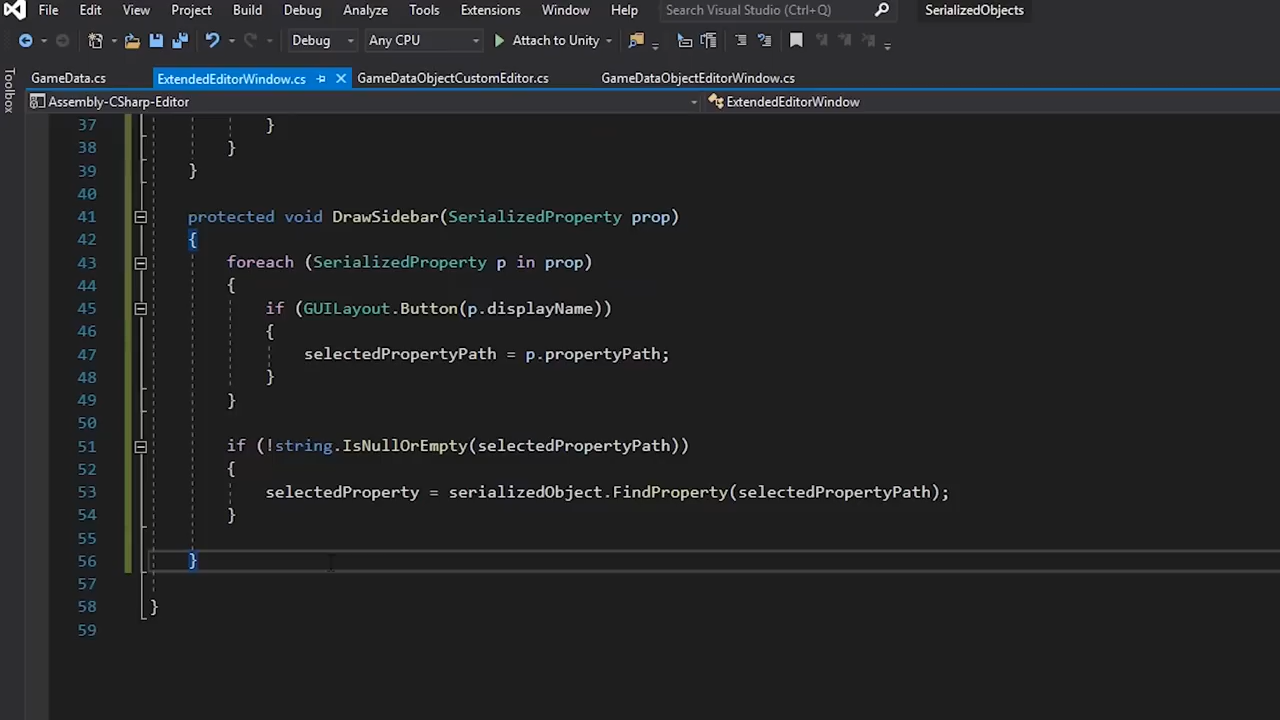 File Edit View Project Build Debug Analyze Tools Extensions Window Help Search Visual Studio (Ctrl+Q) SerializedObjects
Debug Any CPU Attach to Unity
Toolbox
GameData.cs ExtendedEditorWindow.cs GameDataObjectCustomEditor.cs GameDataObjectEditorWindow.cs
Assembly-CSharp-Editor ExtendedEditorWindow
37 }
38 }
39 }
40
41 protected void DrawSidebar(SerializedProperty prop)
42 {
43 foreach (SerializedProperty p in prop)
44 {
45 if (GUILayout.Button(p.displayName))
46 {
47 selectedPropertyPath = p.propertyPath;
48 }
49 }
50
51 if (!string.IsNullOrEmpty(selectedPropertyPath))
52 {
53 selectedProperty = serializedObject.FindProperty(selectedPropertyPath);
54 }
55
56 }
57
58 }
59